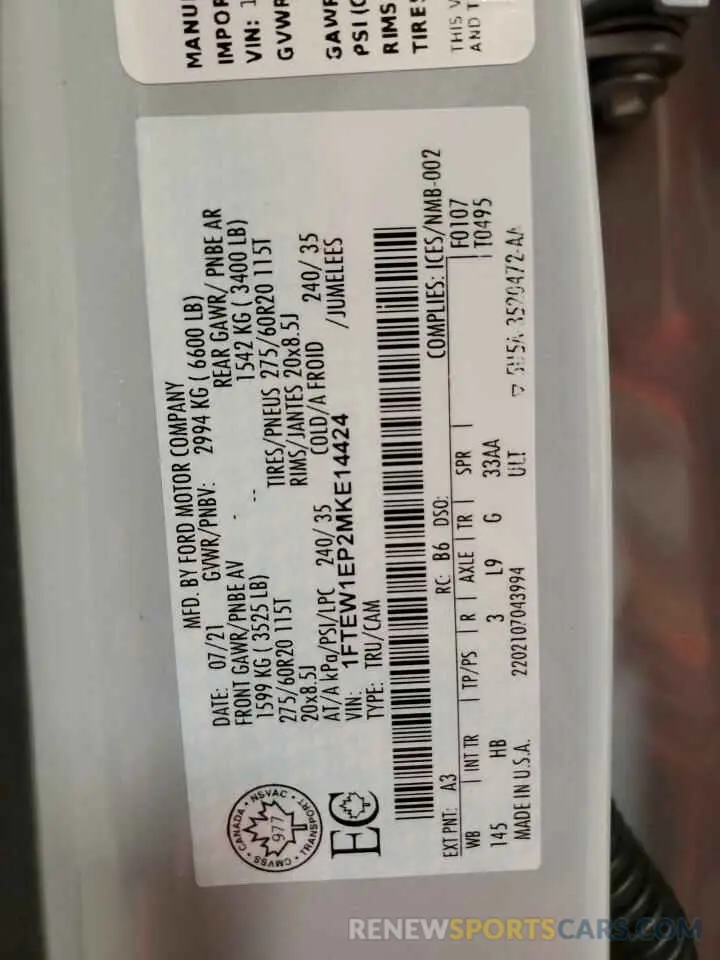 MANU
IMPOR
VIN: 1
GVWR
GAWR
PSI (C
RIMS
TIRES
THIS V
AND T
MFD. BY FORD MOTOR COMPANY
DATE: 07/21 GVWR/PNBV: 2994 KG ( 6600 LB)
FRONT GAWR/PNBE AV REAR GAWR/ PNBE AR
1599 KG ( 3525 LB) 1542 KG ( 3400 LB)
275/60R20 115T TIRES/PNEUS 275/60R20 115T
20x8.5J RIMS/JANTES 20x8.5J
AT/A kPa/PSI/LPC 240/ 35 COLD/A FROID 240/ 35
VIN: 1FTEW1EP2MKE14424 /JUMELEES
TYPE: TRU/CAM
CANADA • NSVAC • TRANSPORT • CMVSS
977
EC
COMPLIES: ICES/NMB-002
EXT PNT: A3 RC: B6 DSO: F0107
WB INT TR TP/PS R AXLE TR SPR T0495
145 HB 3 L9 G 33AA
MADE IN U.S.A. 2202107043994 ULT
RENEWSPORTSCARS.COM